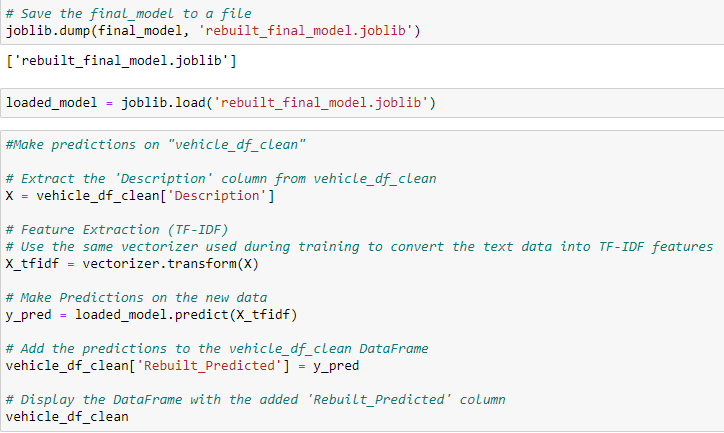 # Save the final_model to a file
joblib.dump(final_model, 'rebuilt_final_model.joblib')
['rebuilt_final_model.joblib']
loaded_model = joblib.load('rebuilt_final_model.joblib')
#Make predictions on "vehicle_df_clean"
# Extract the 'Description' column from vehicle_df_clean
X = vehicle_df_clean['Description']
# Feature Extraction (TF-IDF)
# Use the same vectorizer used during training to convert the text data into TF-IDF features
X_tfidf = vectorizer.transform(X)
# Make Predictions on the new data
y_pred = loaded_model.predict(X_tfidf)
# Add the predictions to the vehicle_df_clean DataFrame
vehicle_df_clean['Rebuilt_Predicted'] = y_pred
# Display the DataFrame with the added 'Rebuilt_Predicted' column
vehicle_df_clean